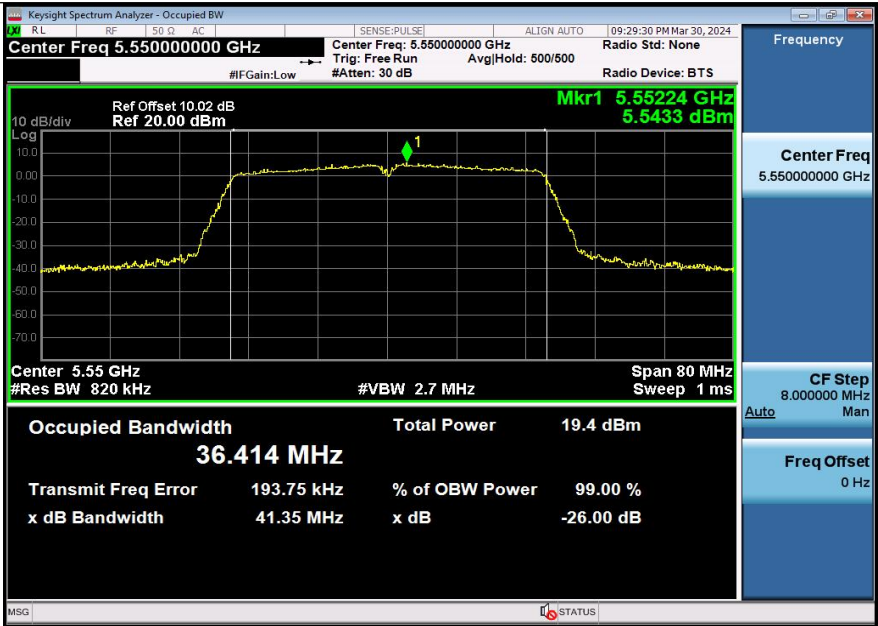 Keysight Spectrum Analyzer - Occupied BW
LXI RL RF 50 Ω AC SENSE:PULSE ALIGN AUTO 09:29:30 PM Mar 30, 2024
Center Freq 5.550000000 GHz
Center Freq: 5.550000000 GHz Radio Std: None
Trig: Free Run Avg|Hold: 500/500
#IFGain:Low #Atten: 30 dB Radio Device: BTS
Frequency
Ref Offset 10.02 dB Mkr1 5.55224 GHz
10 dB/div Ref 20.00 dBm 5.5433 dBm
Log
10.0
0.00
-10.0
-20.0
-30.0
-40.0
-50.0
-60.0
-70.0
1
Center 5.55 GHz Span 80 MHz
#Res BW 820 kHz #VBW 2.7 MHz Sweep 1 ms
Occupied Bandwidth Total Power 19.4 dBm
36.414 MHz
Transmit Freq Error 193.75 kHz % of OBW Power 99.00 %
x dB Bandwidth 41.35 MHz x dB -26.00 dB
Center Freq
5.550000000 GHz
CF Step
8.000000 MHz
Auto Man
Freq Offset
0 Hz
MSG STATUS